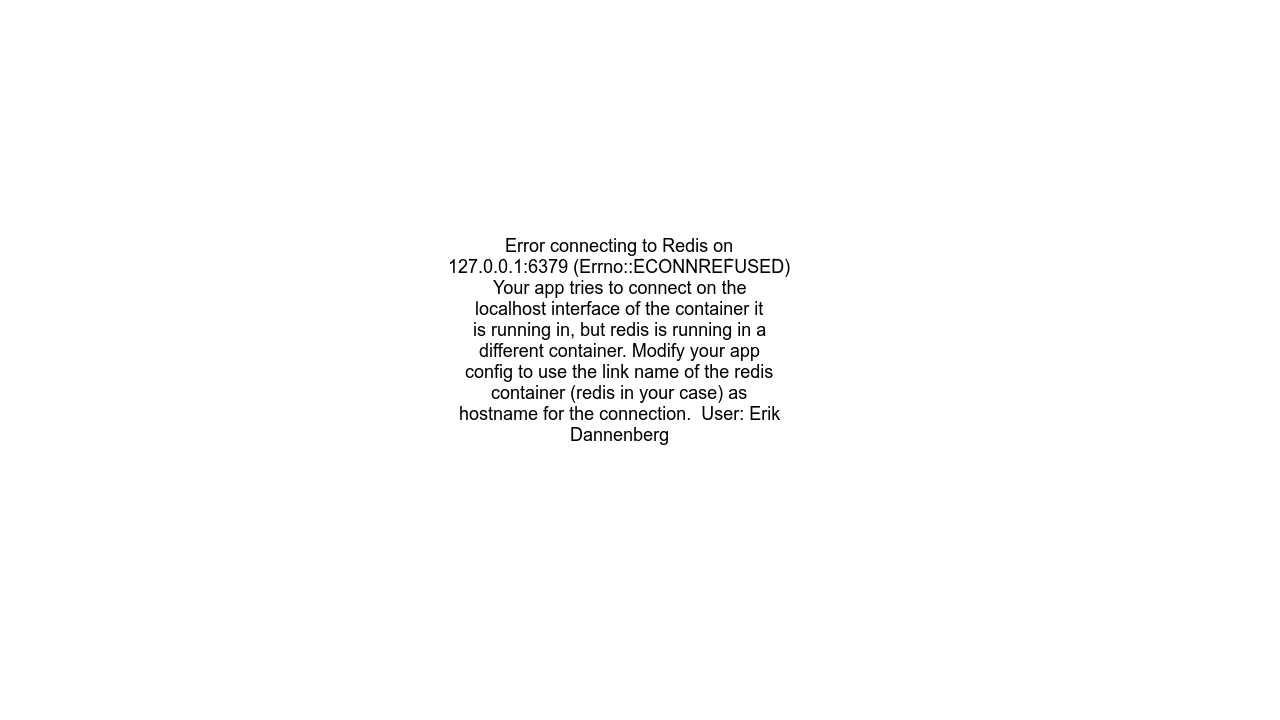 Error connecting to Redis on
127.0.0.1:6379 (Errno::ECONNREFUSED)
Your app tries to connect on the
localhost interface of the container it
is running in, but redis is running in a
different container. Modify your app
config to use the link name of the redis
container (redis in your case) as
hostname for the connection.  User: Erik
Dannenberg